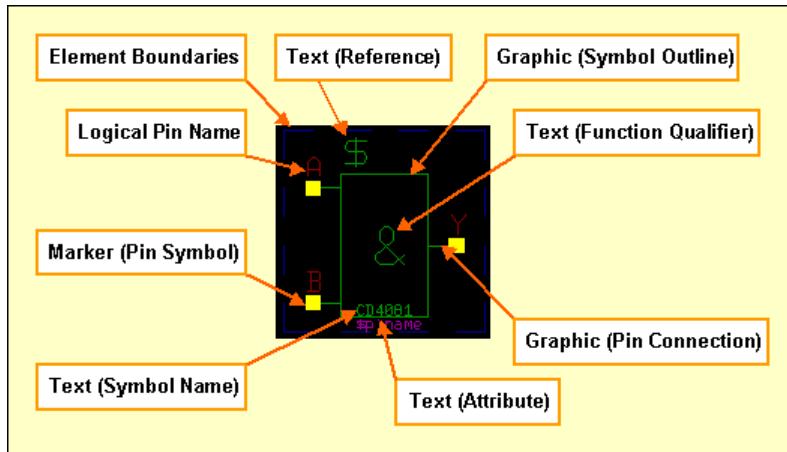 Element Boundaries
Text (Reference)
Graphic (Symbol Outline)
Logical Pin Name
Text (Function Qualifier)
$
A
&
Y
Marker (Pin Symbol)
B
CD4081
Graphic (Pin Connection)
Text (Symbol Name)
Text (Attribute)